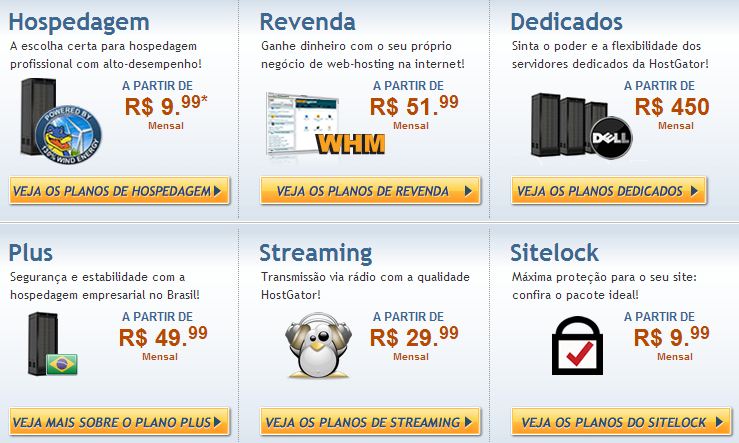 Hospedagem
A escolha certa para hospedagem
profissional com alto-desempenho!
A PARTIR DE
R$ 9.99*
Mensal
POWERED BY
130% WIND ENERGY
VEJA OS PLANOS DE HOSPEDAGEM
Revenda
Ganhe dinheiro com o seu próprio
negócio de web-hosting na internet!
A PARTIR DE
R$ 51.99
Mensal
WHM
VEJA OS PLANOS DE REVENDA
Dedicados
Sinta o poder e a flexibilidade dos
servidores dedicados da HostGator!
A PARTIR DE
R$ 450
Mensal
DELL
VEJA OS PLANOS DEDICADOS
Plus
Segurança e estabilidade com a
hospedagem empresarial no Brasil!
A PARTIR DE
R$ 49.99
Mensal
VEJA MAIS SOBRE O PLANO PLUS
Streaming
Transmissão via rádio com a qualidade
HostGator!
A PARTIR DE
R$ 29.99
Mensal
VEJA OS PLANOS DE STREAMING
Sitelock
Máxima proteção para o seu site:
confira o pacote ideal!
A PARTIR DE
R$ 9.99
Mensal
VEJA OS PLANOS DO SITELOCK